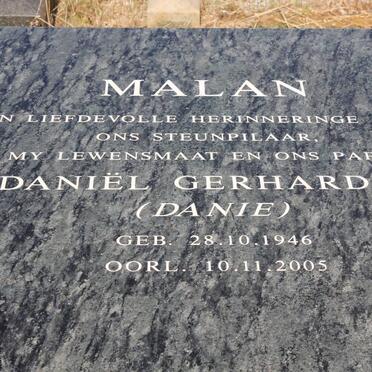 MALAN
N LIEFDEVOLLE HERINNERINGE
ONS STEUNPILAAR,
MY LEWENSMAAT EN ONS PA
DANIËL GERHARD
(DANIE)
GEB. 28.10.1946
OORL. 10.11.2005